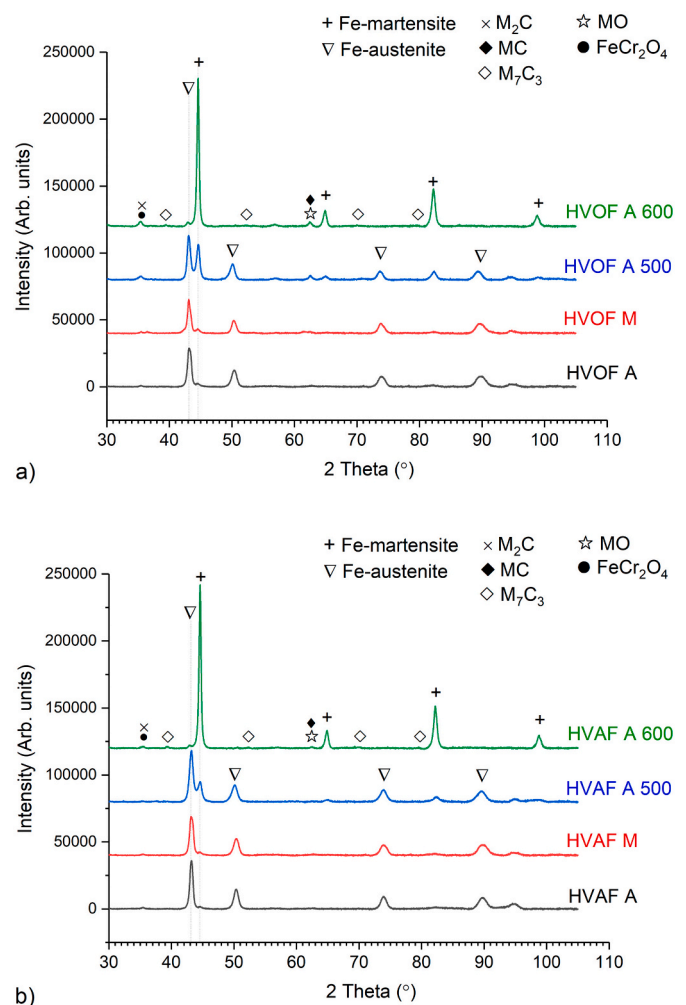 a)
+ Fe-martensite × M₂C ☆ MO
▽ Fe-austenite ◆ MC ● FeCr₂O₄
◇ M₇C₃
Intensity (Arb. units)
250000
200000
150000
100000
50000
0
HVOF A 600
HVOF A 500
HVOF M
HVOF A
30 40 50 60 70 80 90 100 110
2 Theta (°)
b)
+ Fe-martensite × M₂C ☆ MO
▽ Fe-austenite ◆ MC ● FeCr₂O₄
◇ M₇C₃
Intensity (Arb. units)
250000
200000
150000
100000
50000
0
HVAF A 600
HVAF A 500
HVAF M
HVAF A
30 40 50 60 70 80 90 100 110
2 Theta (°)